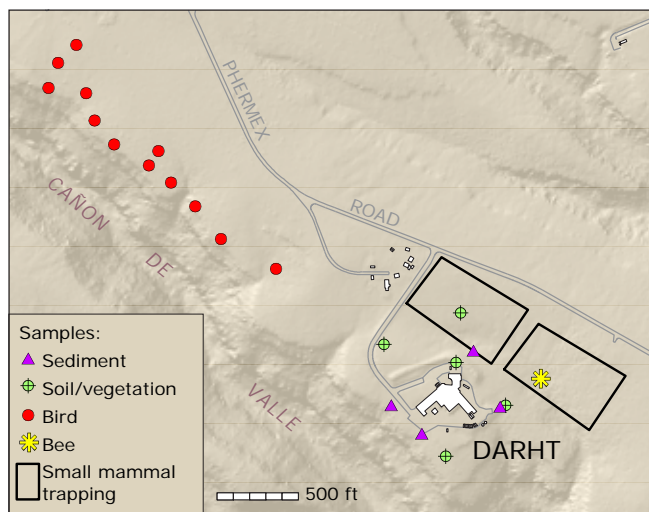 PHERMEX
ROAD
CAÑON
DE
VALLE
Samples:
Sediment
Soil/vegetation
Bird
Bee
Small mammal
trapping
500 ft
DARHT